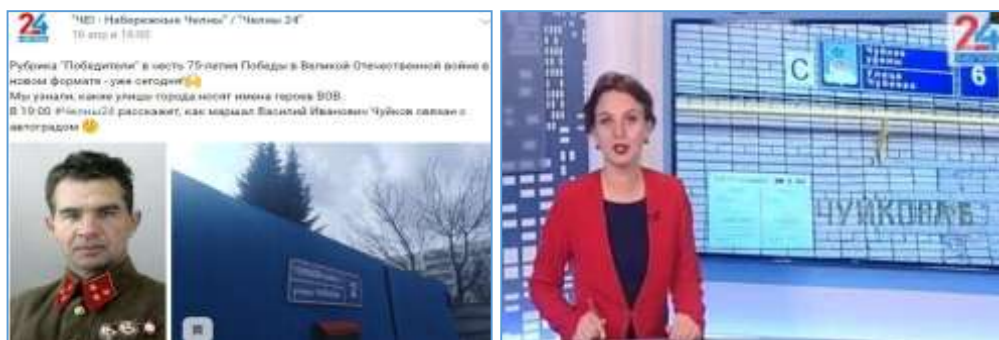 24
"ЧЕ! - Набережные Челны" / "Челны 24"
16 апр в 18:00
Рубрика "Победители" в честь 75-летия Победы в Великой Отечественной войне в
новом формате - уже сегодня
Мы узнали, какие улицы города носят имена героев ВОВ.
В 19:00 #Челны24 расскажет, как маршал Василий Иванович Чуйков связан с
автоградом
24
С
6
ЧУЙКОВА